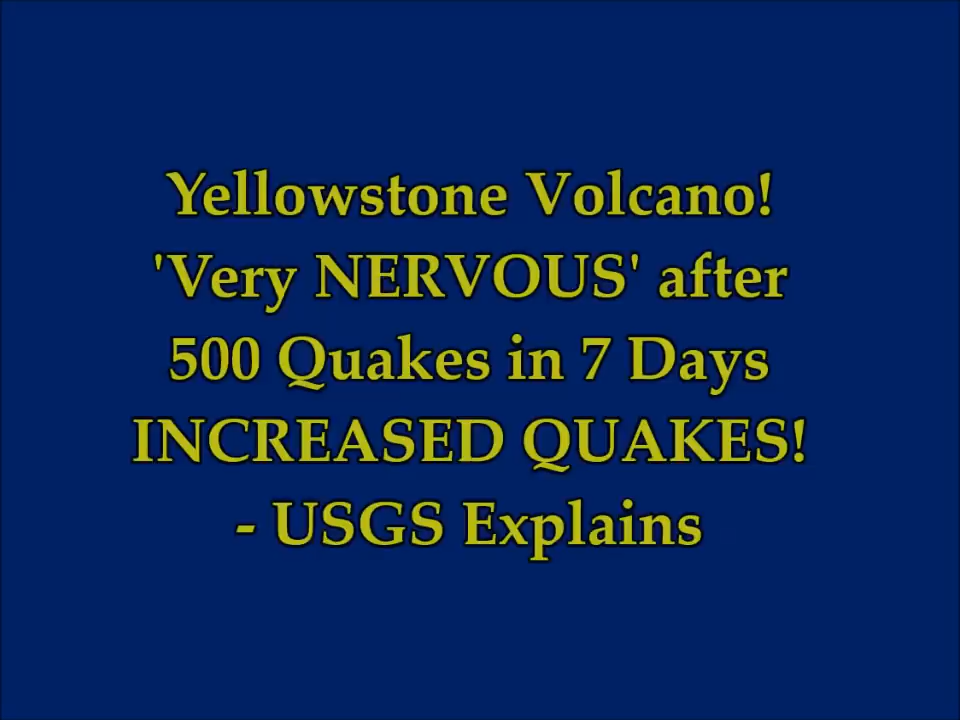 Yellowstone Volcano!
'Very NERVOUS' after
500 Quakes in 7 Days
INCREASED QUAKES!
- USGS Explains